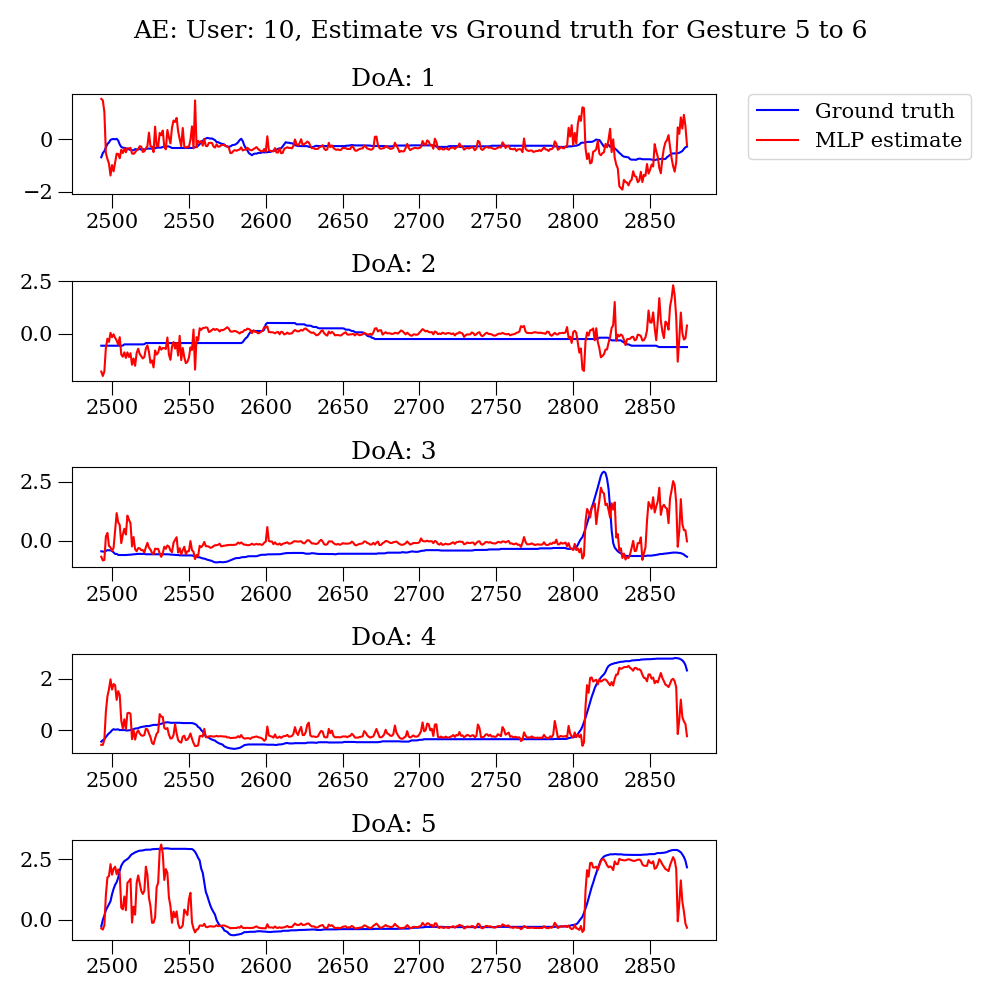 AE: User: 10, Estimate vs Ground truth for Gesture 5 to 6
DoA: 1
Ground truth
MLP estimate
0
−2
2500 2550 2600 2650 2700 2750 2800 2850
DoA: 2
2.5
0.0
2500 2550 2600 2650 2700 2750 2800 2850
DoA: 3
2.5
0.0
2500 2550 2600 2650 2700 2750 2800 2850
DoA: 4
2
0
2500 2550 2600 2650 2700 2750 2800 2850
DoA: 5
2.5
0.0
2500 2550 2600 2650 2700 2750 2800 2850